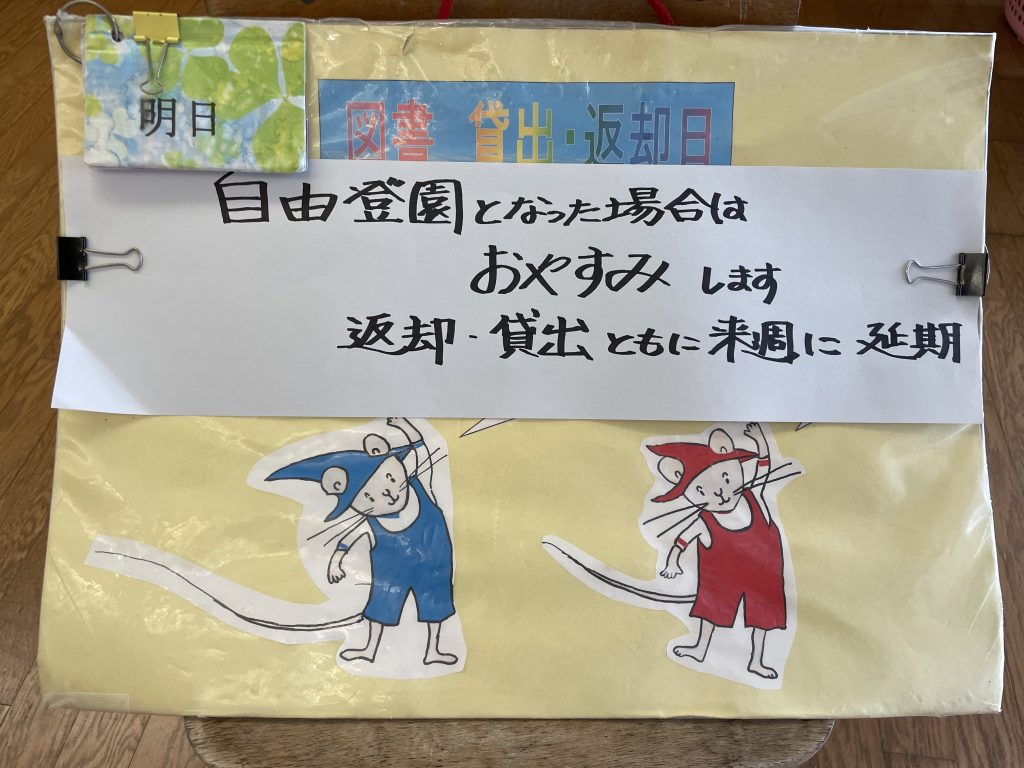 明日
図書 貸出・返却日
自由登園となった場合は
おやすみ します
返却・貸出ともに来週に延期